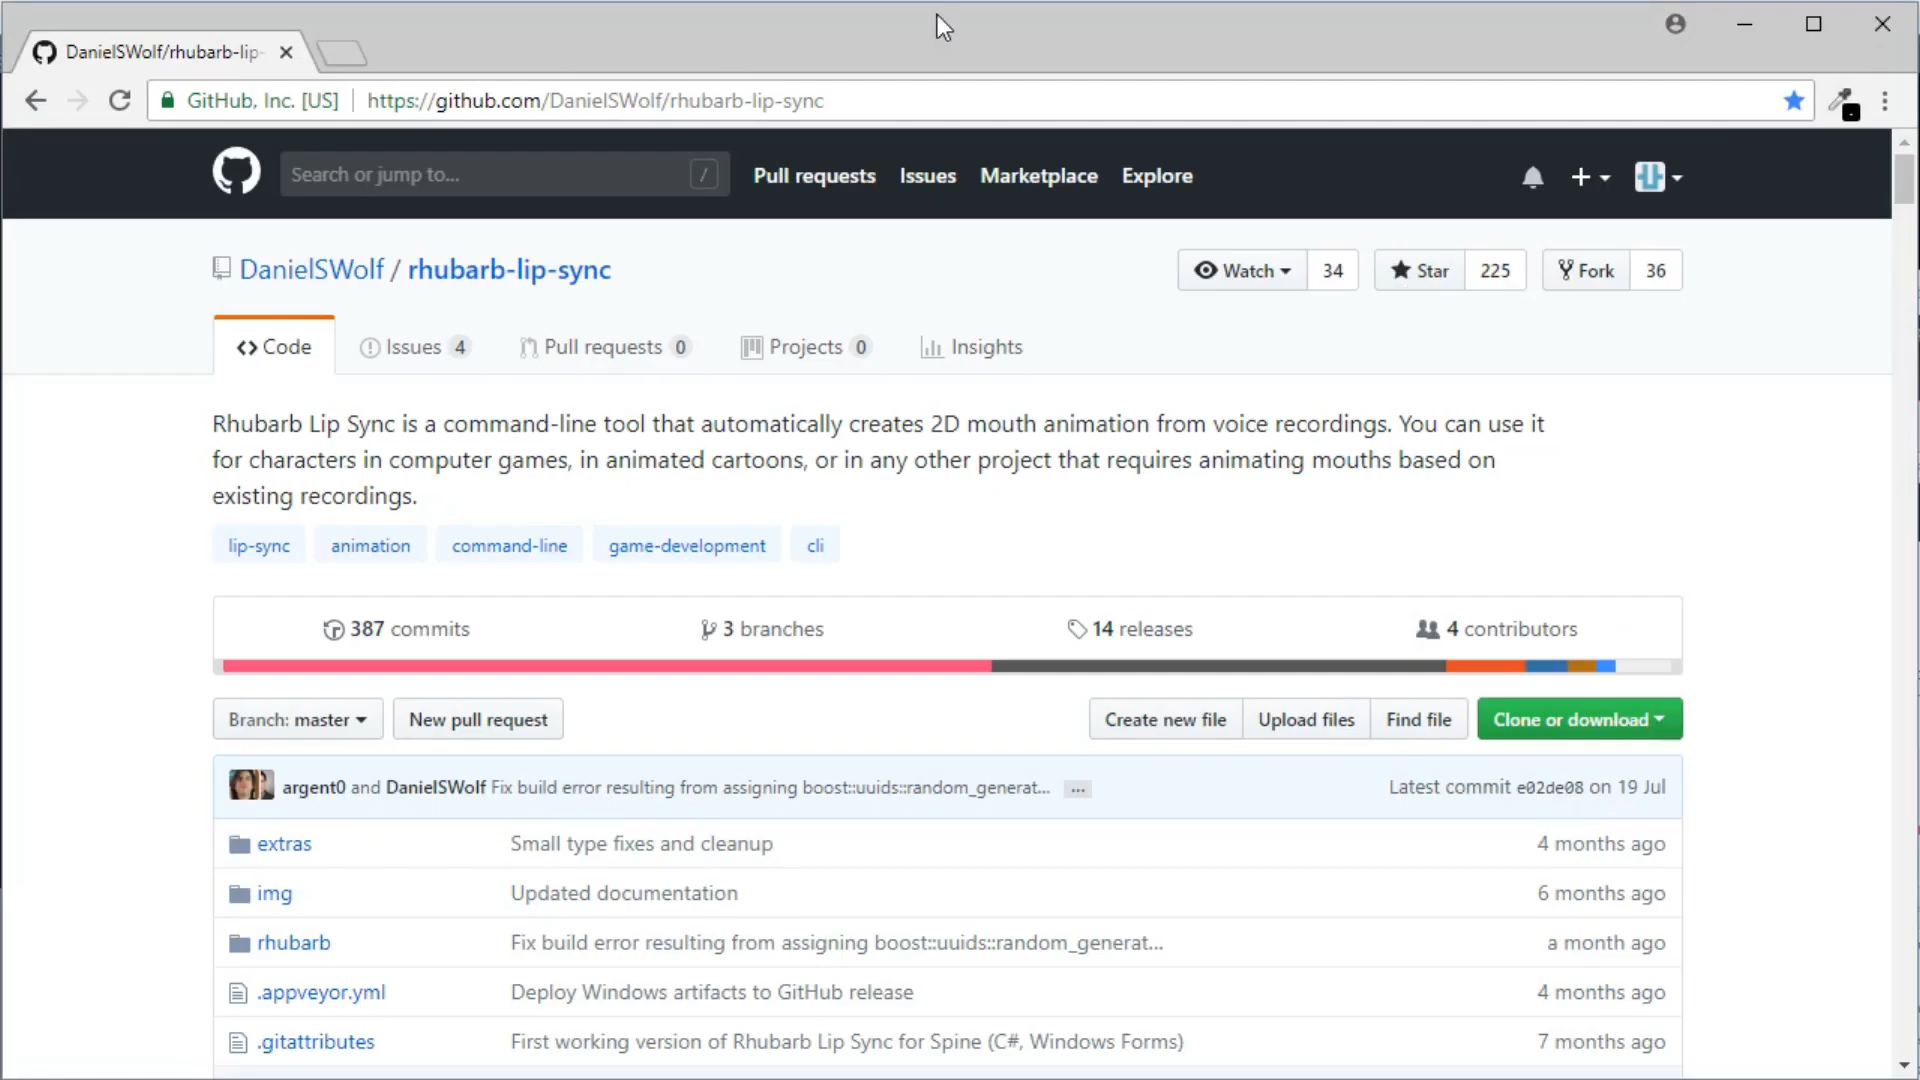 DanielSWolf/rhubarb-lip-
GitHub, Inc. [US] https://github.com/DanielSWolf/rhubarb-lip-sync
Search or jump to... / Pull requests Issues Marketplace Explore
DanielSWolf / rhubarb-lip-sync Watch 34 Star 225 Fork 36
Code Issues 4 Pull requests 0 Projects 0 Insights
Rhubarb Lip Sync is a command-line tool that automatically creates 2D mouth animation from voice recordings. You can use it
for characters in computer games, in animated cartoons, or in any other project that requires animating mouths based on
existing recordings.
lip-sync animation command-line game-development cli
387 commits 3 branches 14 releases 4 contributors
Branch: master New pull request Create new file Upload files Find file Clone or download
argent0 and DanielSWolf Fix build error resulting from assigning boost::uuids::random_generat... ... Latest commit e02de08 on 19 Jul
extras Small type fixes and cleanup 4 months ago
img Updated documentation 6 months ago
rhubarb Fix build error resulting from assigning boost::uuids::random_generat... a month ago
.appveyor.yml Deploy Windows artifacts to GitHub release 4 months ago
.gitattributes First working version of Rhubarb Lip Sync for Spine (C#, Windows Forms) 7 months ago